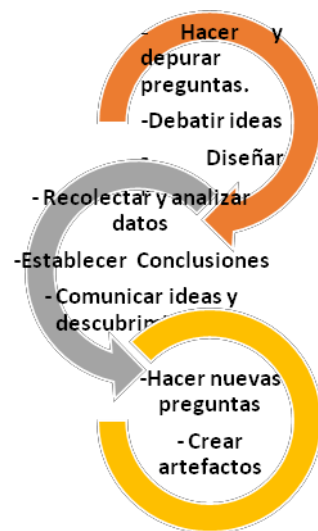 - Hacer y
depurar
preguntas.
-Debatir ideas
- Diseñar
- Recolectar y analizar
datos
-Establecer Conclusiones
- Comunicar ideas y
-Hacer nuevas
preguntas
- Crear
artefactos